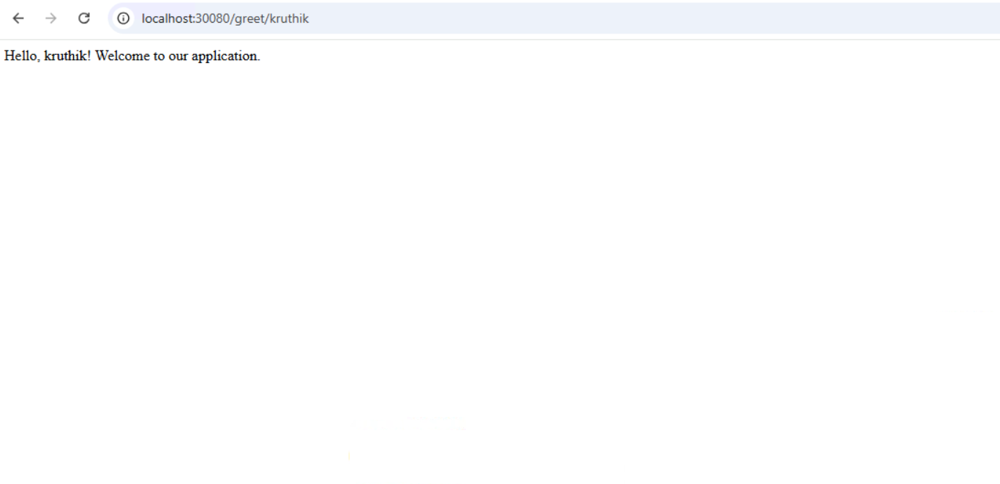 localhost:30080/greet/kruthik
Hello, kruthik! Welcome to our application.